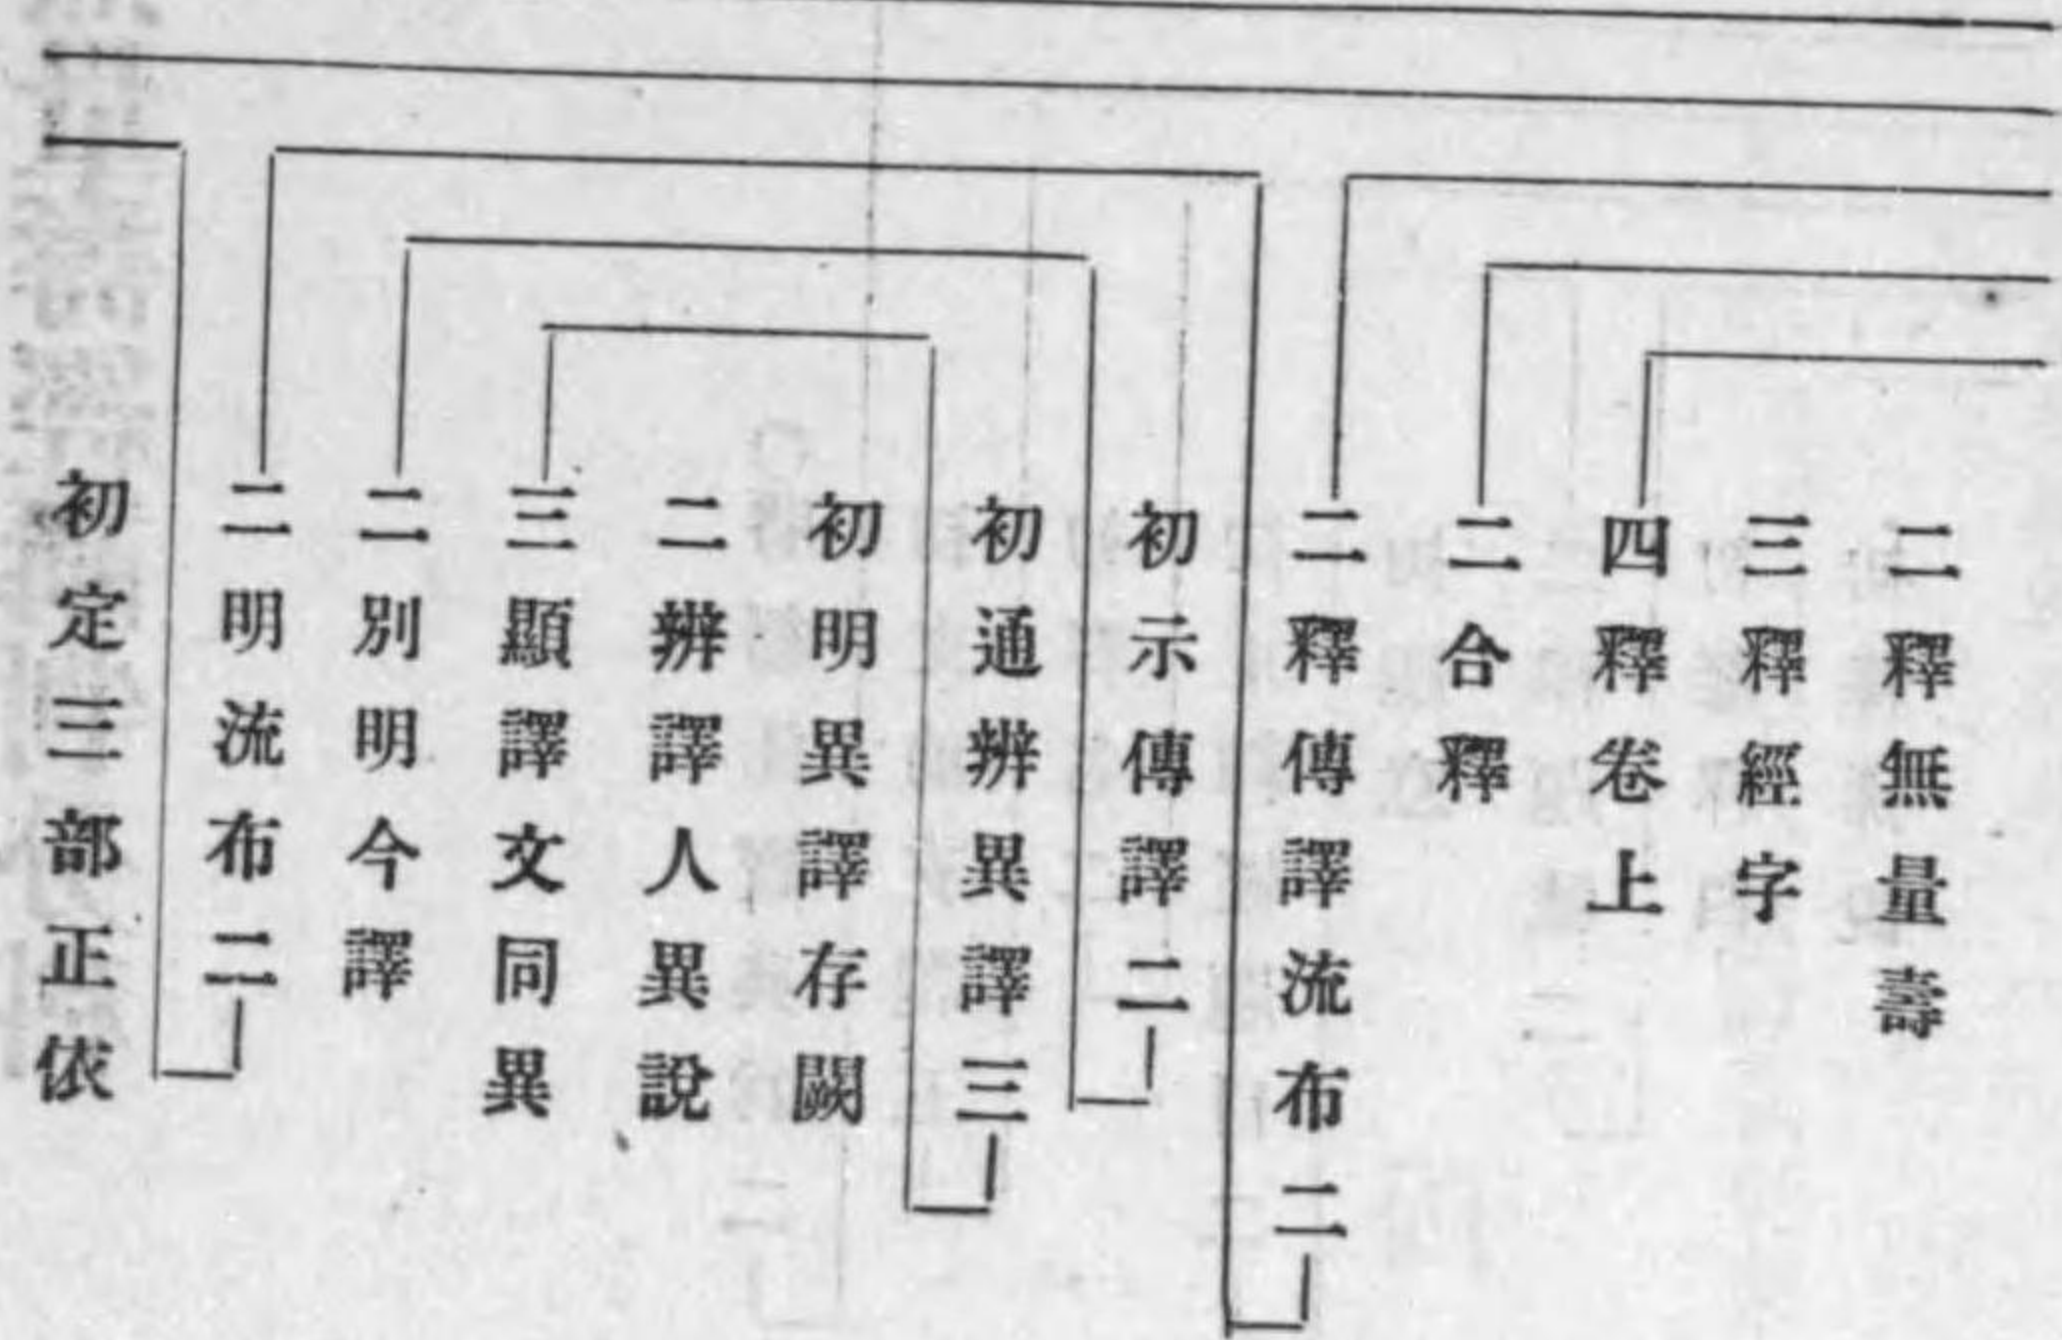 二釋無量壽
三釋經字
四釋卷上
二合釋
二釋傳譯流布二
初示傳譯二
初通辨異譯三
初明異譯存闕
二辨譯人異說
三顯譯文同異
二別明今譯
二明流布二
初定三部正依